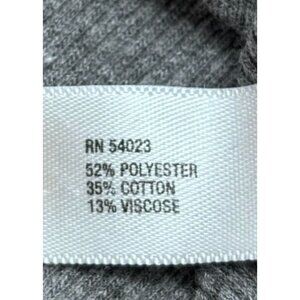 RN 54023
52% POLYESTER
35% COTTON
13% VISCOSE